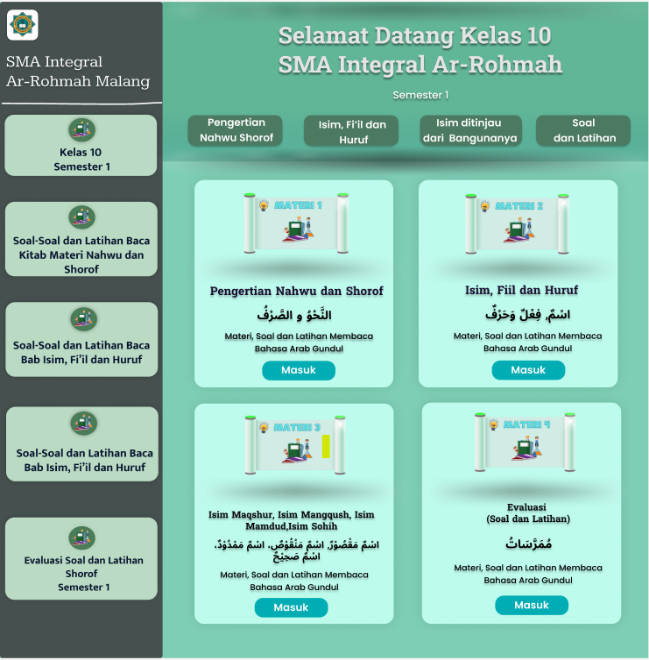 SMA Integral
Ar-Rohmah Malang
Kelas 10
Semester 1
Soal-Soal dan Latihan Baca
Kitab Materi Nahwu dan
Shorof
Soal-Soal dan Latihan Baca
Bab Isim, Fi'il dan Huruf
Soal-Soal dan Latihan Baca
Bab Isim, Fi'il dan Huruf
Evaluasi Soal dan Latihan
Shorof
Semester 1
Selamat Datang Kelas 10
SMA Integral Ar-Rohmah
Semester 1
Pengertian
Nahwu Shorof
Isim, Fi'il dan
Huruf
Isim ditinjau
dari Bangunanya
Soal
dan Latihan
MATERI 1
Pengertian Nahwu dan Shorof
النَّحْوُ و الصَّرْفُ
Materi, Soal dan Latihan Membaca
Bahasa Arab Gundul
Masuk
MATERI 2
Isim, Fiil dan Huruf
اسْمٌ, فِعْلٌ وَحَرْفٌ
Materi, Soal dan Latihan Membaca
Bahasa Arab Gundul
Masuk
MATERI 3
Isim Maqshur, Isim Mangqush, Isim
Mamdud,Isim Sohih
اسْمٌ مَقْصُوْرٌ, اسْمٌ مَنْقُوْصٌ, اسْمٌ مَمْدُوْدٌ,
اسْمٌ صَحِيْحٌ
Materi, Soal dan Latihan Membaca
Bahasa Arab Gundul
Masuk
MATERI 4
Evaluasi
(Soal dan Latihan)
مُمَرَّسَاتٌ
Materi, Soal dan Latihan Membaca
Bahasa Arab Gundul
Masuk